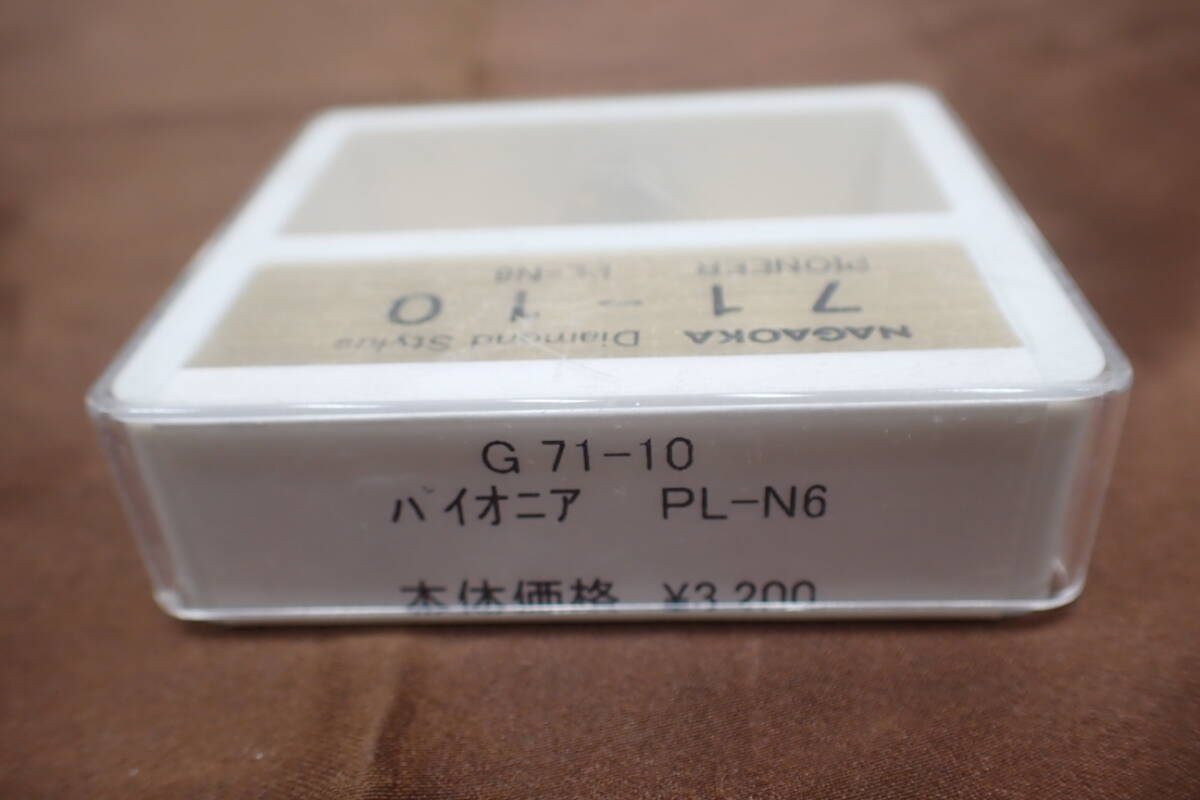 NAGAOKA Diamond Stylus
71-10
PIONEER PL-N6
G 71-10
パイオニア PL-N6
本体価格 ¥3,200